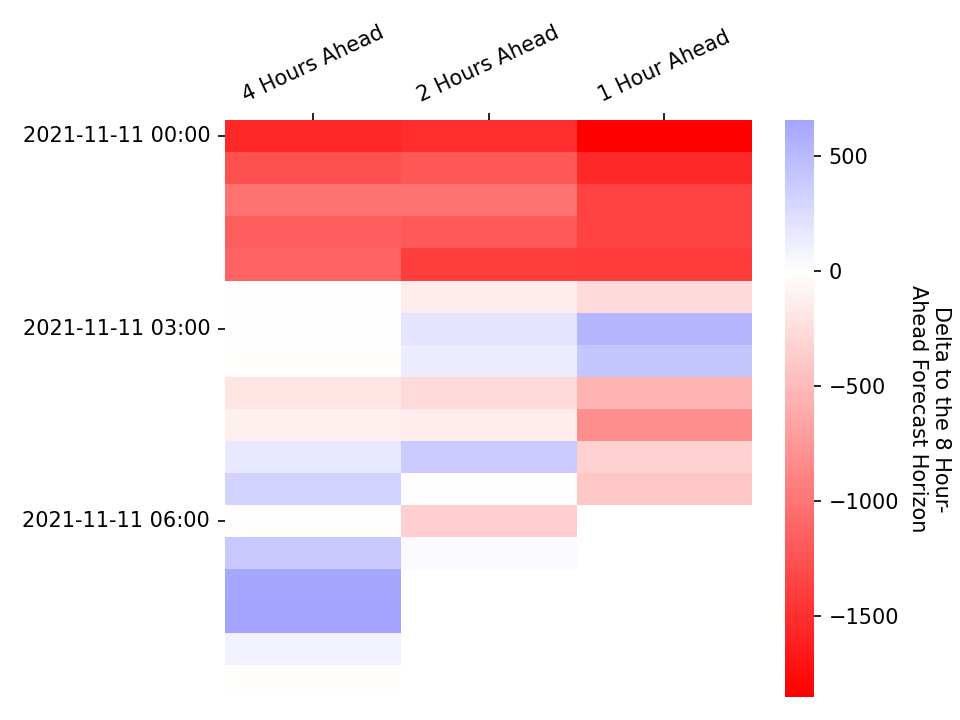 4 Hours Ahead
2 Hours Ahead
1 Hour Ahead
2021-11-11 00:00
2021-11-11 03:00
2021-11-11 06:00
500
0
−500
−1000
−1500
Delta to the 8 Hour-
Ahead Forecast Horizon